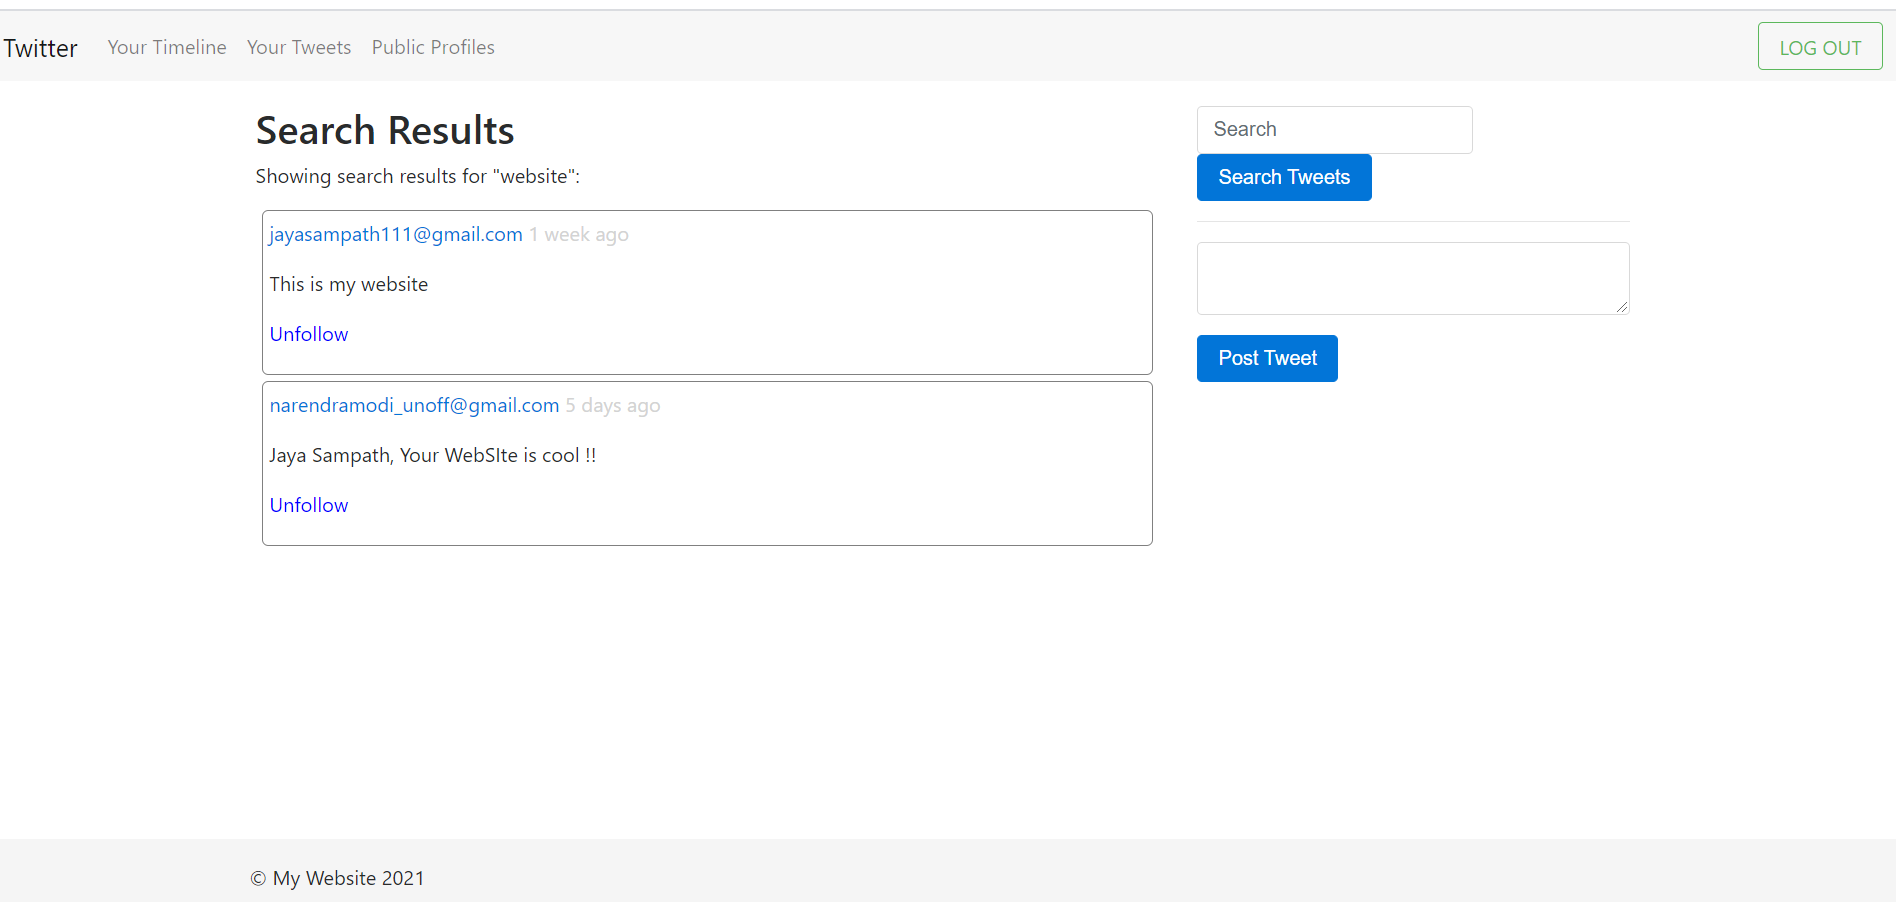 Twitter Your Timeline Your Tweets Public Profiles LOG OUT
Search Results
Showing search results for "website":
jayasampath111@gmail.com 1 week ago
This is my website
Unfollow
narendramodi_unoff@gmail.com 5 days ago
Jaya Sampath, Your WebSIte is cool !!
Unfollow
Search
Search Tweets
Post Tweet
© My Website 2021